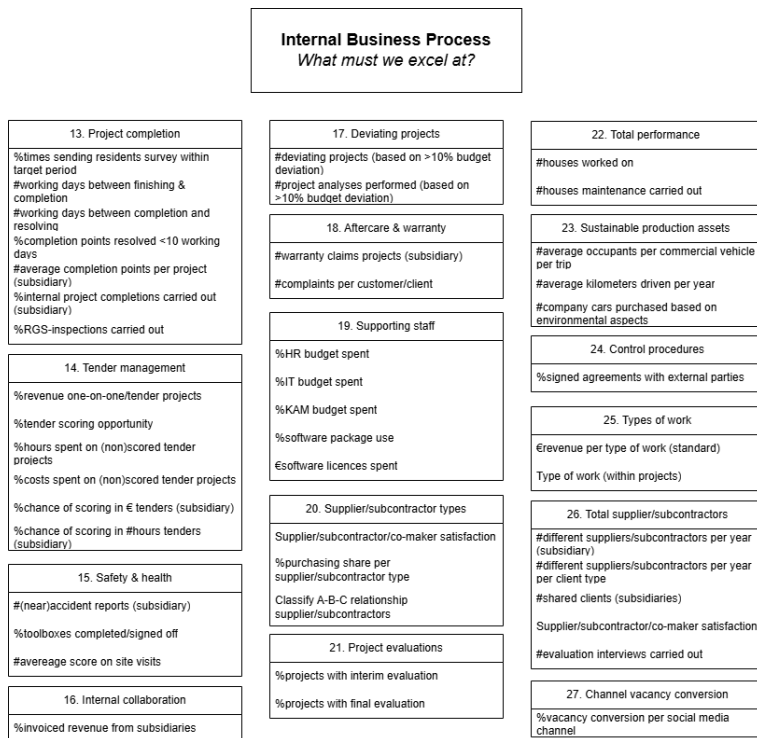 Internal Business Process
What must we excel at?
13. Project completion
%times sending residents survey within
target period
#working days between finishing &
completion
#working days between completion and
resolving
%completion points resolved <10 working
days
#average completion points per project
(subsidiary)
%internal project completions carried out
(subsidiary)
%RGS-inspections carried out
14. Tender management
%revenue one-on-one/tender projects
%tender scoring opportunity
%hours spent on (non)scored tender
projects
%costs spent on (non)scored tender projects
%chance of scoring in € tenders (subsidiary)
%chance of scoring in #hours tenders
(subsidiary)
15. Safety & health
#(near)accident reports (subsidiary)
%toolboxes completed/signed off
#avereage score on site visits
16. Internal collaboration
%invoiced revenue from subsidiaries
17. Deviating projects
#deviating projects (based on >10% budget
deviation)
#project analyses performed (based on
>10% budget deviation)
18. Aftercare & warranty
#warranty claims projects (subsidiary)
#complaints per customer/client
19. Supporting staff
%HR budget spent
%IT budget spent
%KAM budget spent
%software package use
€software licences spent
20. Supplier/subcontractor types
Supplier/subcontractor/co-maker satisfaction
%purchasing share per
supplier/subcontractor type
Classify A-B-C relationship
supplier/subcontractors
21. Project evaluations
%projects with interim evaluation
%projects with final evaluation
22. Total performance
#houses worked on
#houses maintenance carried out
23. Sustainable production assets
#average occupants per commercial vehicle
per trip
#average kilometers driven per year
#company cars purchased based on
environmental aspects
24. Control procedures
%signed agreements with external parties
25. Types of work
€revenue per type of work (standard)
Type of work (within projects)
26. Total supplier/subcontractors
#different suppliers/subcontractors per year
(subsidiary)
#different suppliers/subcontractors per year
per client type
#shared clients (subsidiaries)
Supplier/subcontractor/co-maker satisfaction
#evaluation interviews carried out
27. Channel vacancy conversion
%vacancy conversion per social media
channel